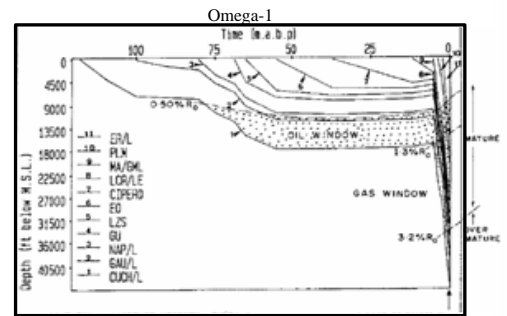 Omega-1
Time (m.a.b.p)
100 75 50 25 0
0
4500
9000
13500
18000
22500
27000
31500
36000
40500
Depth (ft below M.S.L.)
0.50%Ro
OIL WINDOW
1.3%Ro
GAS WINDOW
3.2%Ro
MATURE
OVER
MATURE
11 ER/L
10 PLM
9 MA/GML
8 LCR/LE
7 CIPERO
6 EO
5 LZS
4 GU
3 NAP/L
2 GAU/L
1 CUCH/L